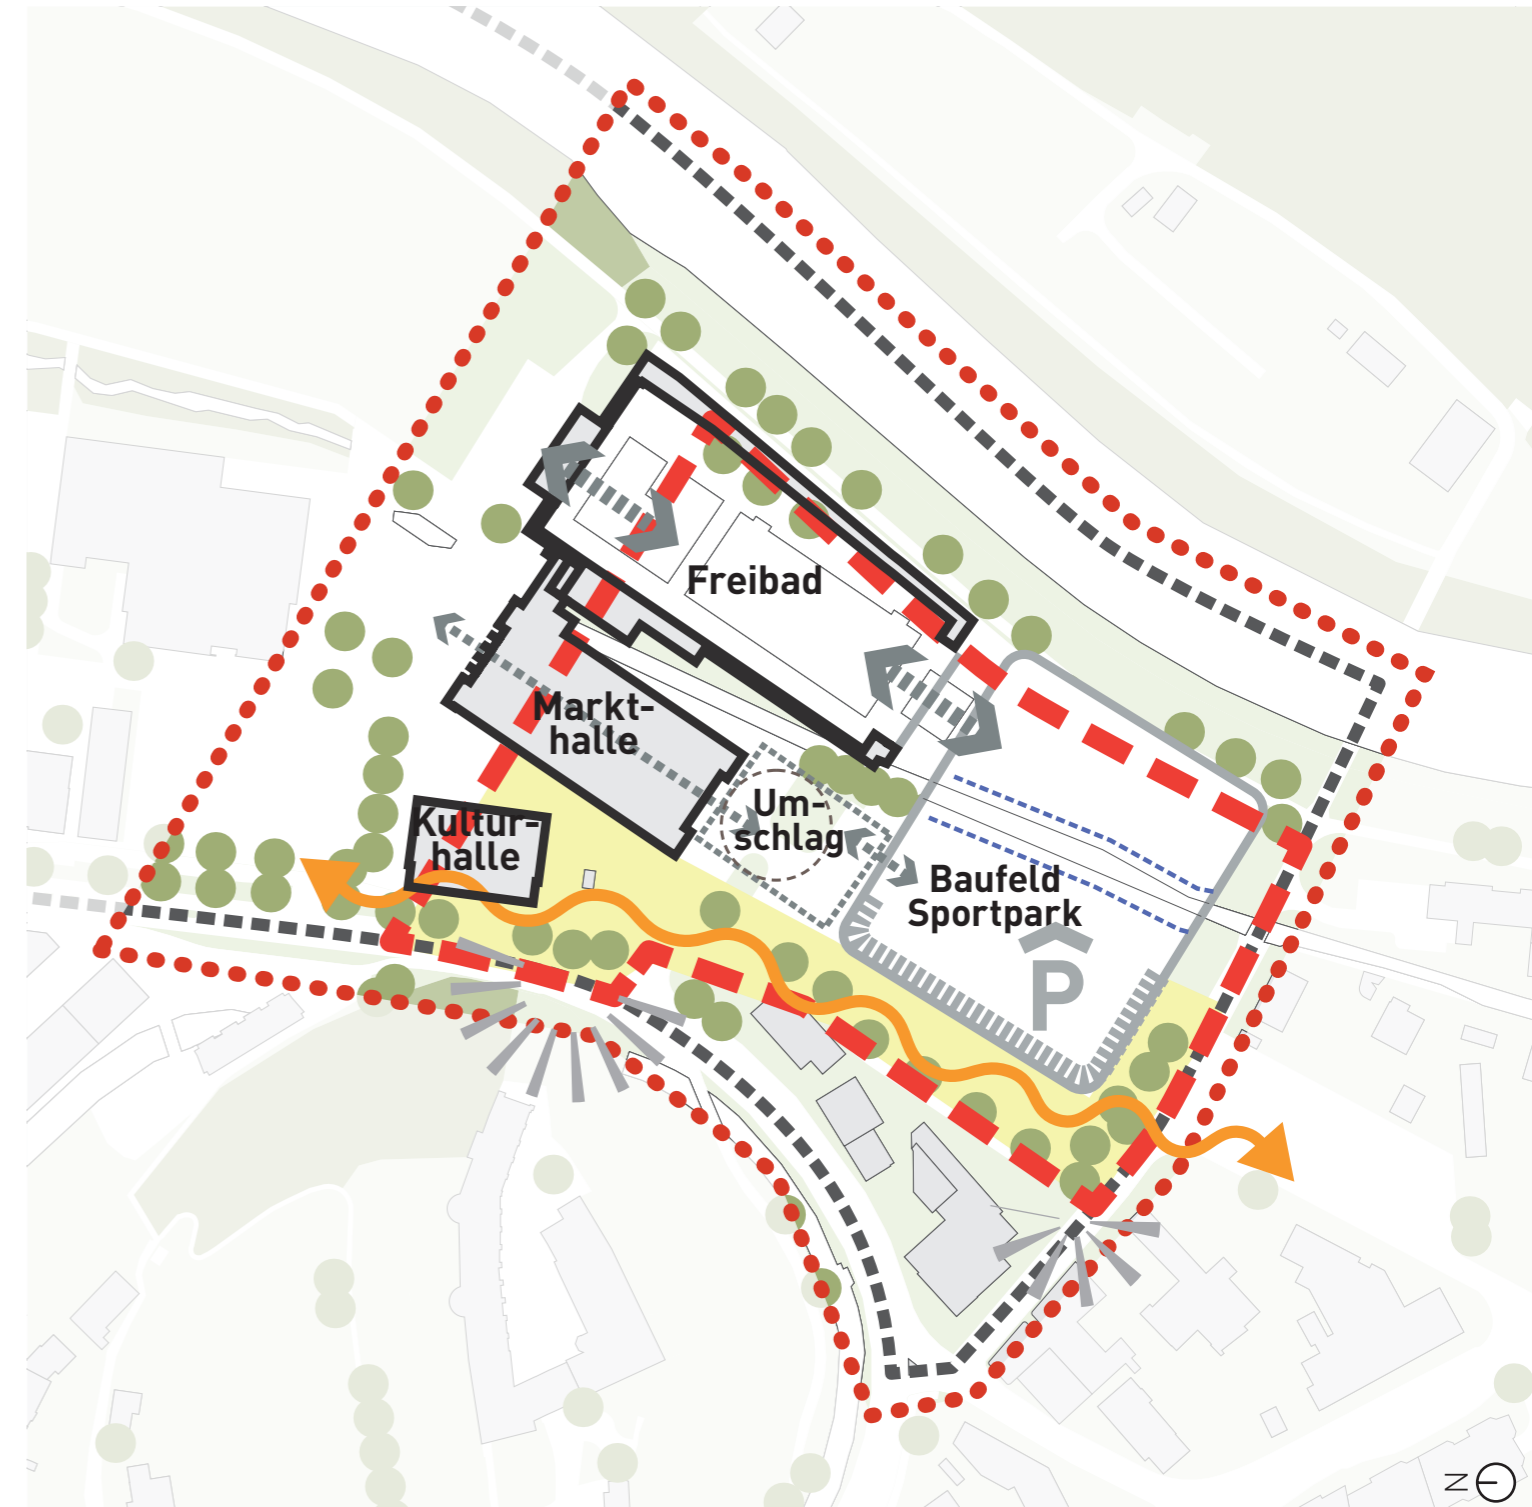 Freibad
Markt-
halle
Um-
schlag
Kultur-
halle
Baufeld
Sportpark
P
N